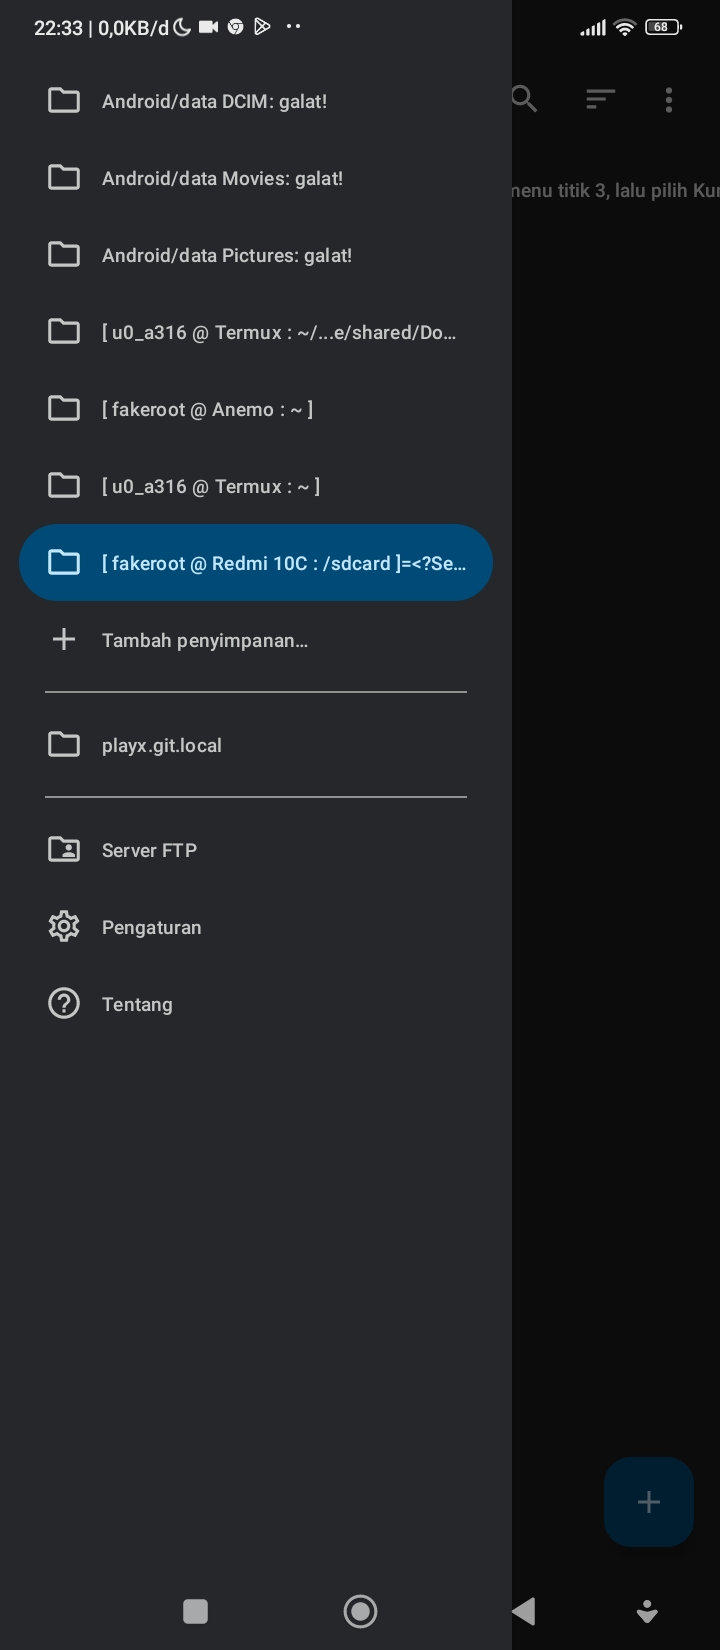 22:33 | 0,0KB/d
68
Android/data DCIM: galat!
Android/data Movies: galat!
menu titik 3, lalu pilih Kur
Android/data Pictures: galat!
[ u0_a316 @ Termux : ~/...e/shared/Do...
[ fakeroot @ Anemo : ~ ]
[ u0_a316 @ Termux : ~ ]
[ fakeroot @ Redmi 10C : /sdcard ]=<?Se...
Tambah penyimpanan...
playx.git.local
Server FTP
Pengaturan
Tentang